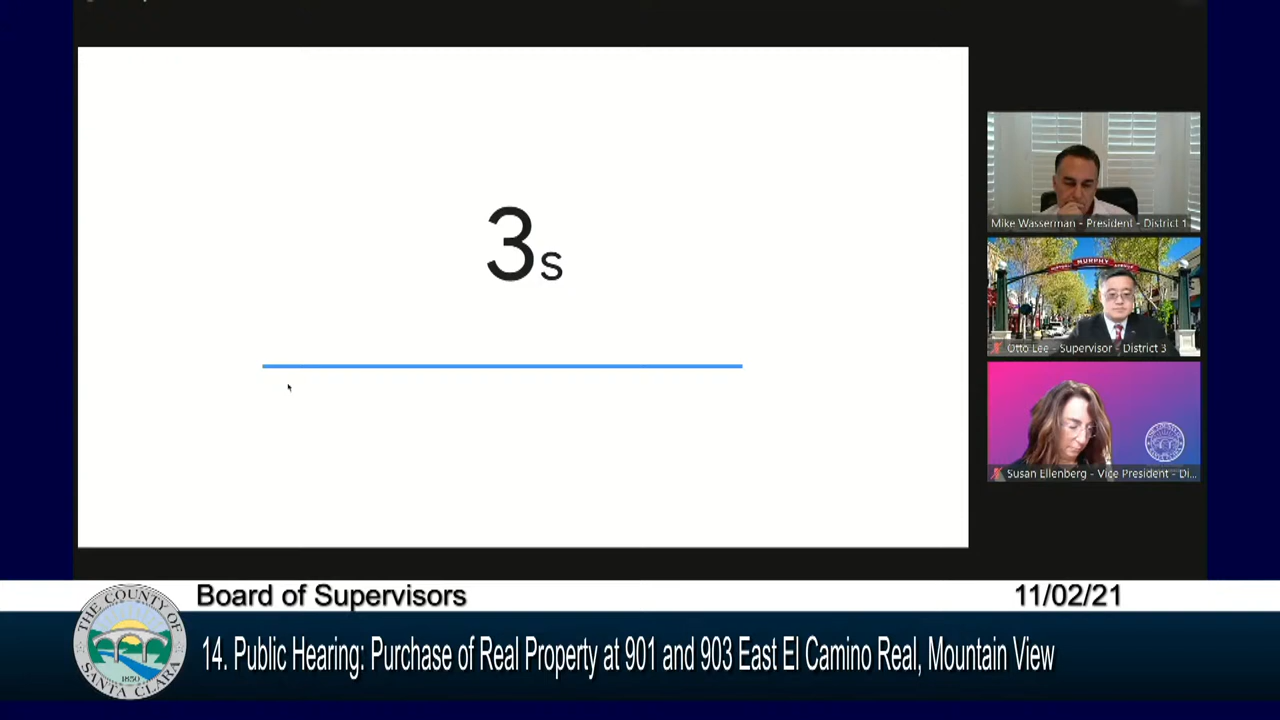 3s
Mike Wasserman - President - District 1
MURPHY
Otto Lee - Supervisor - District 3
Susan Ellenberg - Vice President - Di...
Board of Supervisors
11/02/21
THE COUNTY OF
SANTA CLARA
1850
14. Public Hearing: Purchase of Real Property at 901 and 903 East El Camino Real, Mountain View